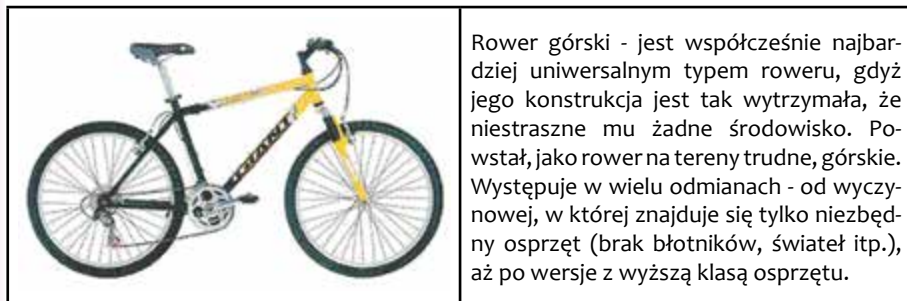 GIANT
Rower górski - jest współcześnie najbar-
dziej uniwersalnym typem roweru, gdyż
jego konstrukcja jest tak wytrzymała, że
niestraszne mu żadne środowisko. Po-
wstał, jako rower na tereny trudne, górskie.
Występuje w wielu odmianach - od wyczy-
nowej, w której znajduje się tylko niezbęd-
ny osprzęt (brak błotników, świateł itp.),
aż po wersje z wyższą klasą osprzętu.